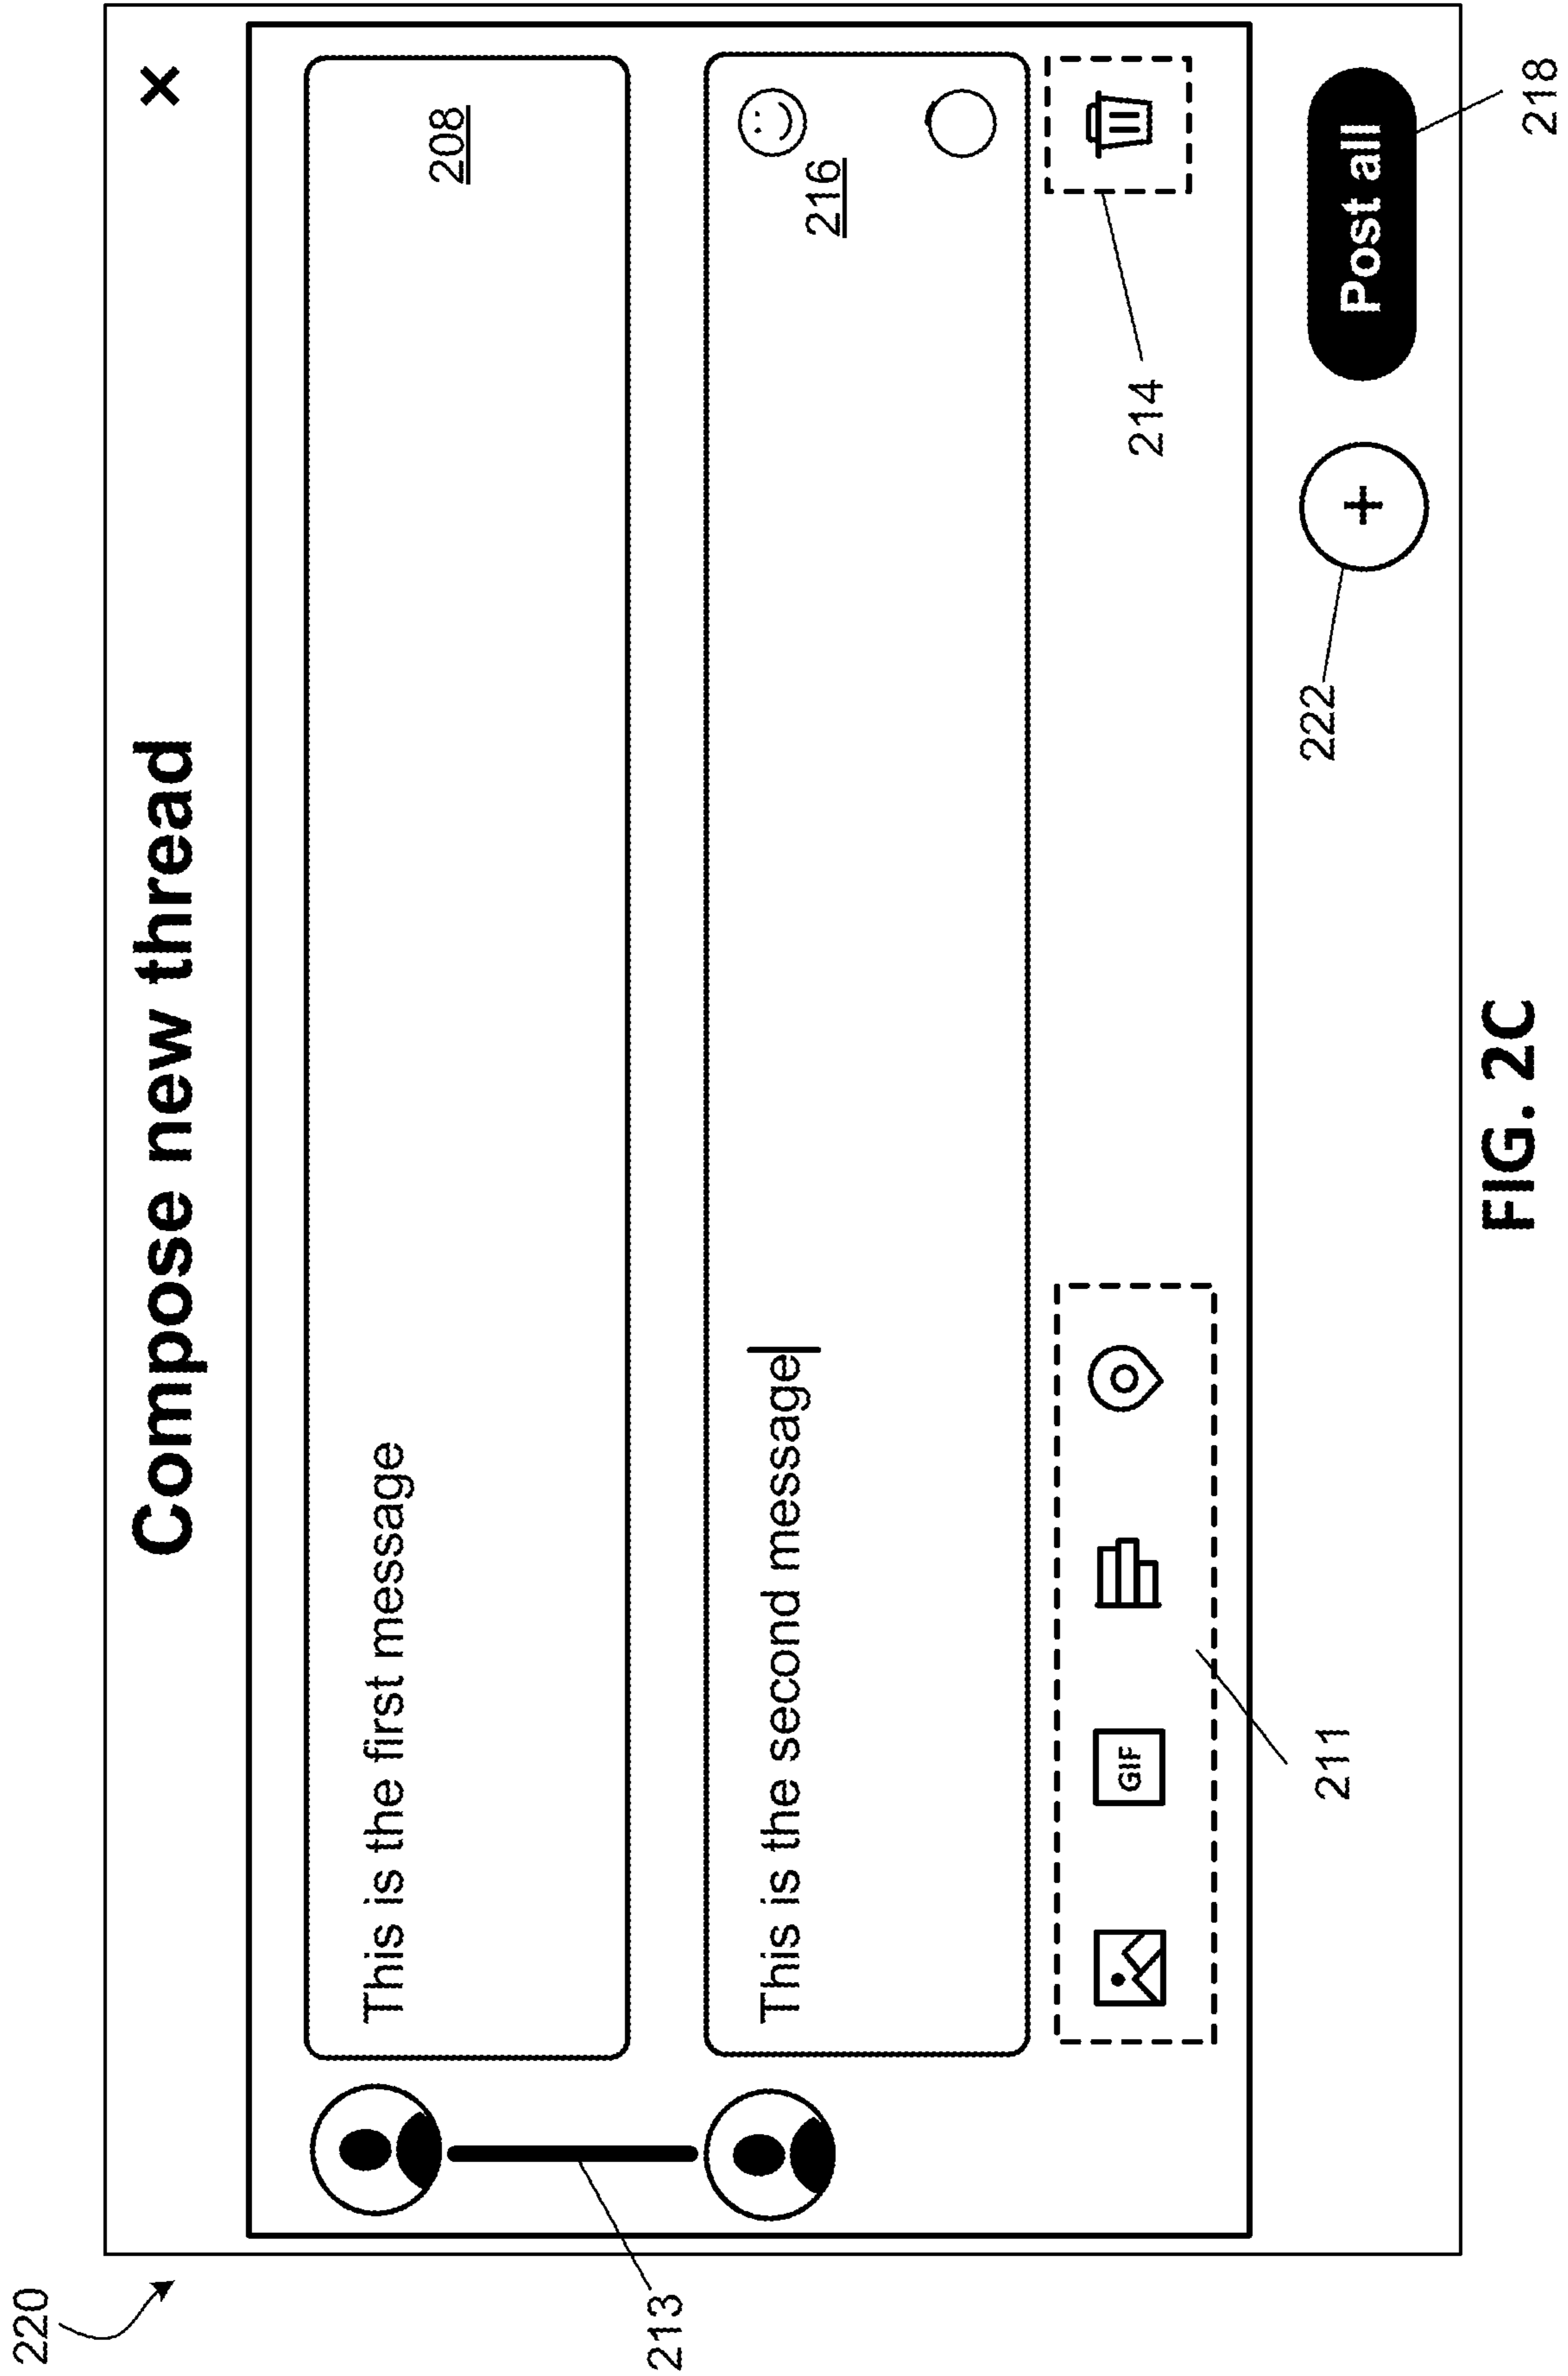 220
Compose new thread
×
This is the first message
208
213
This is the second message
216
GIF
214
211
222
+
Post all
218
FIG. 2C